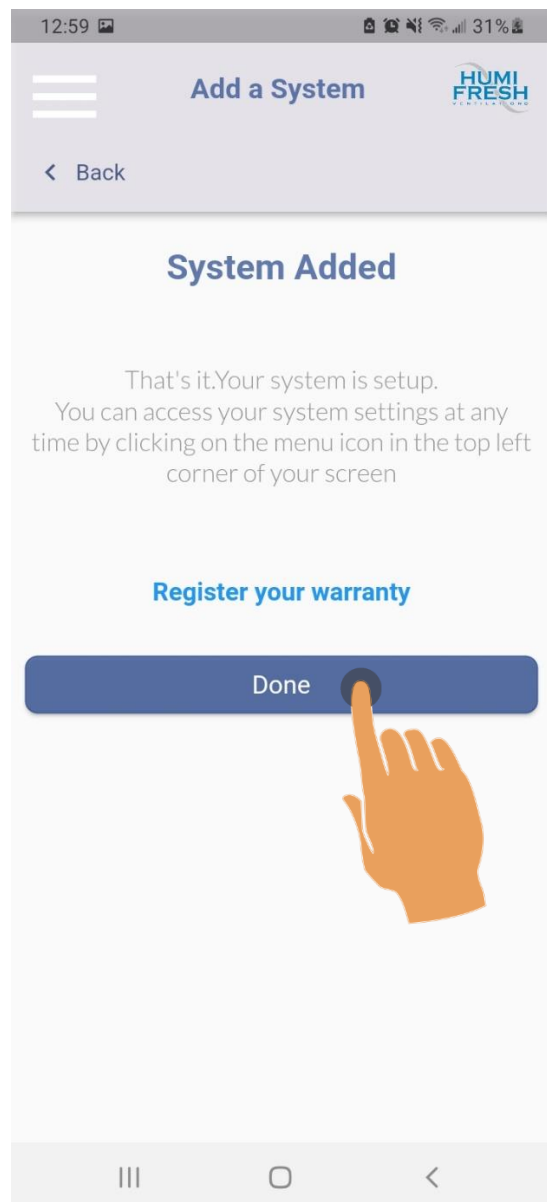 12:59
31%
Add a System
HUMI
FRESH
VENTILATIONS
Back
System Added
That's it.Your system is setup.
You can access your system settings at any
time by clicking on the menu icon in the top left
corner of your screen
Register your warranty
Done